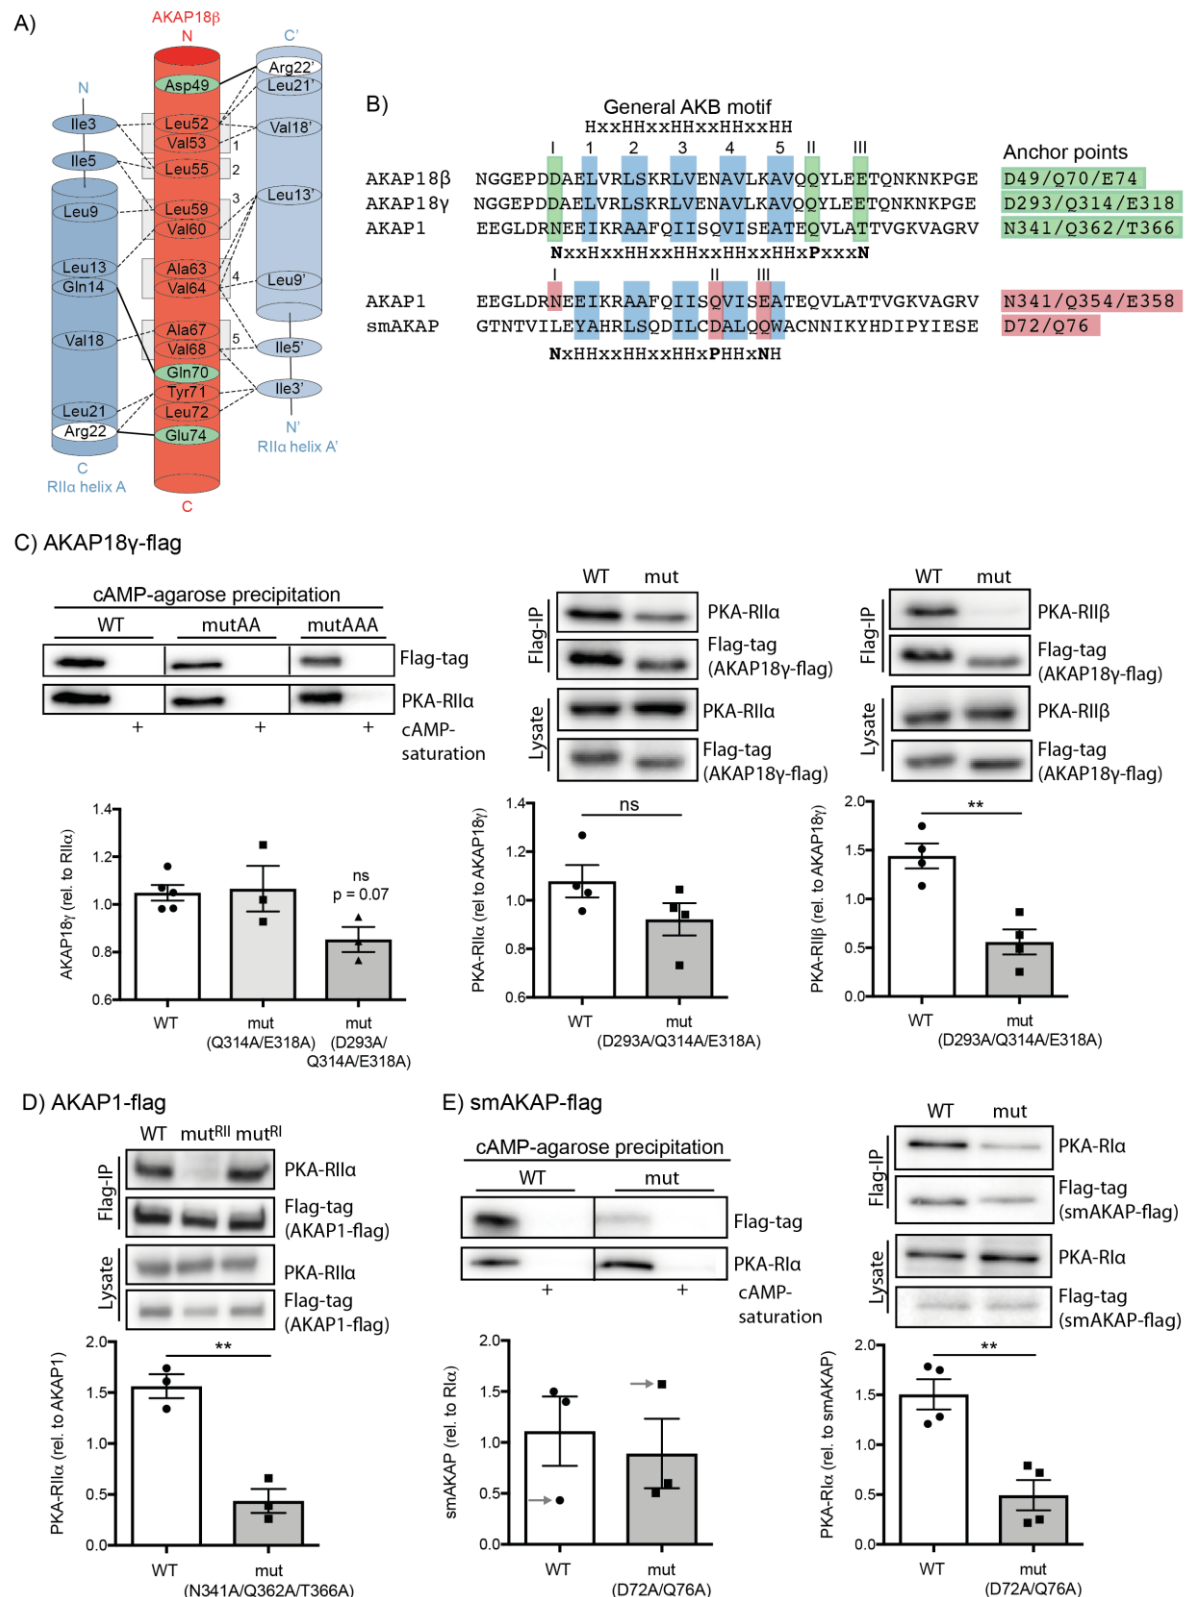 A)
AKAP18β
N
C'
Arg22'
Asp49
Leu21'
N
Ile3
Leu52
Val18'
Val53
1
Ile5
Leu55
2
Leu13'
Leu9
Leu59
3
Val60
Leu13
Ala63
Leu9'
Gln14
Val64
4
Val18
Ala67
Val68
5
Ile5'
Gln70
Tyr71
Ile3'
Leu21
Leu72
Arg22
Glu74
N'
RIIα helix A'
C
RIIα helix A
C
B)
General AKB motif
HxxHHxxHHxxHHxxHH
I 1 2 3 4 5 II III
Anchor points
AKAP18β NGGEPDDAELVRLSKRLVENAVLKAVQQYLEETQNKNKPGE D49/Q70/E74
AKAP18γ NGGEPDDAELVRLSKRLVENAVLKAVQQYLEETQNKNKPGE D293/Q314/E318
AKAP1 EEGLDRNEEIKRAAFQIISQVISEATEQVLATTVGKVAGRV N341/Q362/T366
NxxHxxHHxxHHxxHHxxHHxPxxxN
I II III
AKAP1 EEGLDRNEEIKRAAFQIISQVISEATEQVLATTVGKVAGRV N341/Q354/E358
smAKAP GTNTVILEYAHRLSQDILCDALQQWACNNIKYHDIPYIESE D72/Q76
NxHHxxHHxxHHxPHHxNH
C) AKAP18γ-flag
cAMP-agarose precipitation
WT mutAA mutAAA
Flag-tag
PKA-RIIα
+ + + cAMP-
saturation
AKAP18γ (rel. to RIIα)
1.4
1.2
1.0
0.8
0.6
ns
p = 0.07
WT
mut
(Q314A/E318A)
mut
(D293A/
Q314A/E318A)
WT mut
Flag-IP
PKA-RIIα
Flag-tag
(AKAP18γ-flag)
Lysate
PKA-RIIα
Flag-tag
(AKAP18γ-flag)
PKA-RIIα (rel to AKAP18γ)
1.4
1.2
1.0
0.8
0.6
ns
WT
mut
(D293A/Q314A/E318A)
WT mut
Flag-IP
PKA-RIIβ
Flag-tag
(AKAP18γ-flag)
Lysate
PKA-RIIβ
Flag-tag
(AKAP18γ-flag)
PKA-RIIβ (rel. to AKAP18γ)
2.0
1.5
1.0
0.5
0.0
**
WT
mut
(D293A/Q314A/E318A)
D) AKAP1-flag
WT mutRII mutRI
Flag-IP
PKA-RIIα
Flag-tag
(AKAP1-flag)
Lysate
PKA-RIIα
Flag-tag
(AKAP1-flag)
PKA-RIIα (rel. to AKAP1)
2.0
1.5
1.0
0.5
0.0
**
WT
mut
(N341A/Q362A/T366A)
E) smAKAP-flag
cAMP-agarose precipitation
WT mut
Flag-tag
PKA-RIα
+ + cAMP-
saturation
smAKAP (rel. to RIα)
2.0
1.5
1.0
0.5
0.0
WT
mut
(D72A/Q76A)
WT mut
Flag-IP
PKA-RIα
Flag-tag
(smAKAP-flag)
Lysate
PKA-RIα
Flag-tag
(smAKAP-flag)
PKA-RIα (rel. to smAKAP)
2.0
1.5
1.0
0.5
0.0
**
WT
mut
(D72A/Q76A)